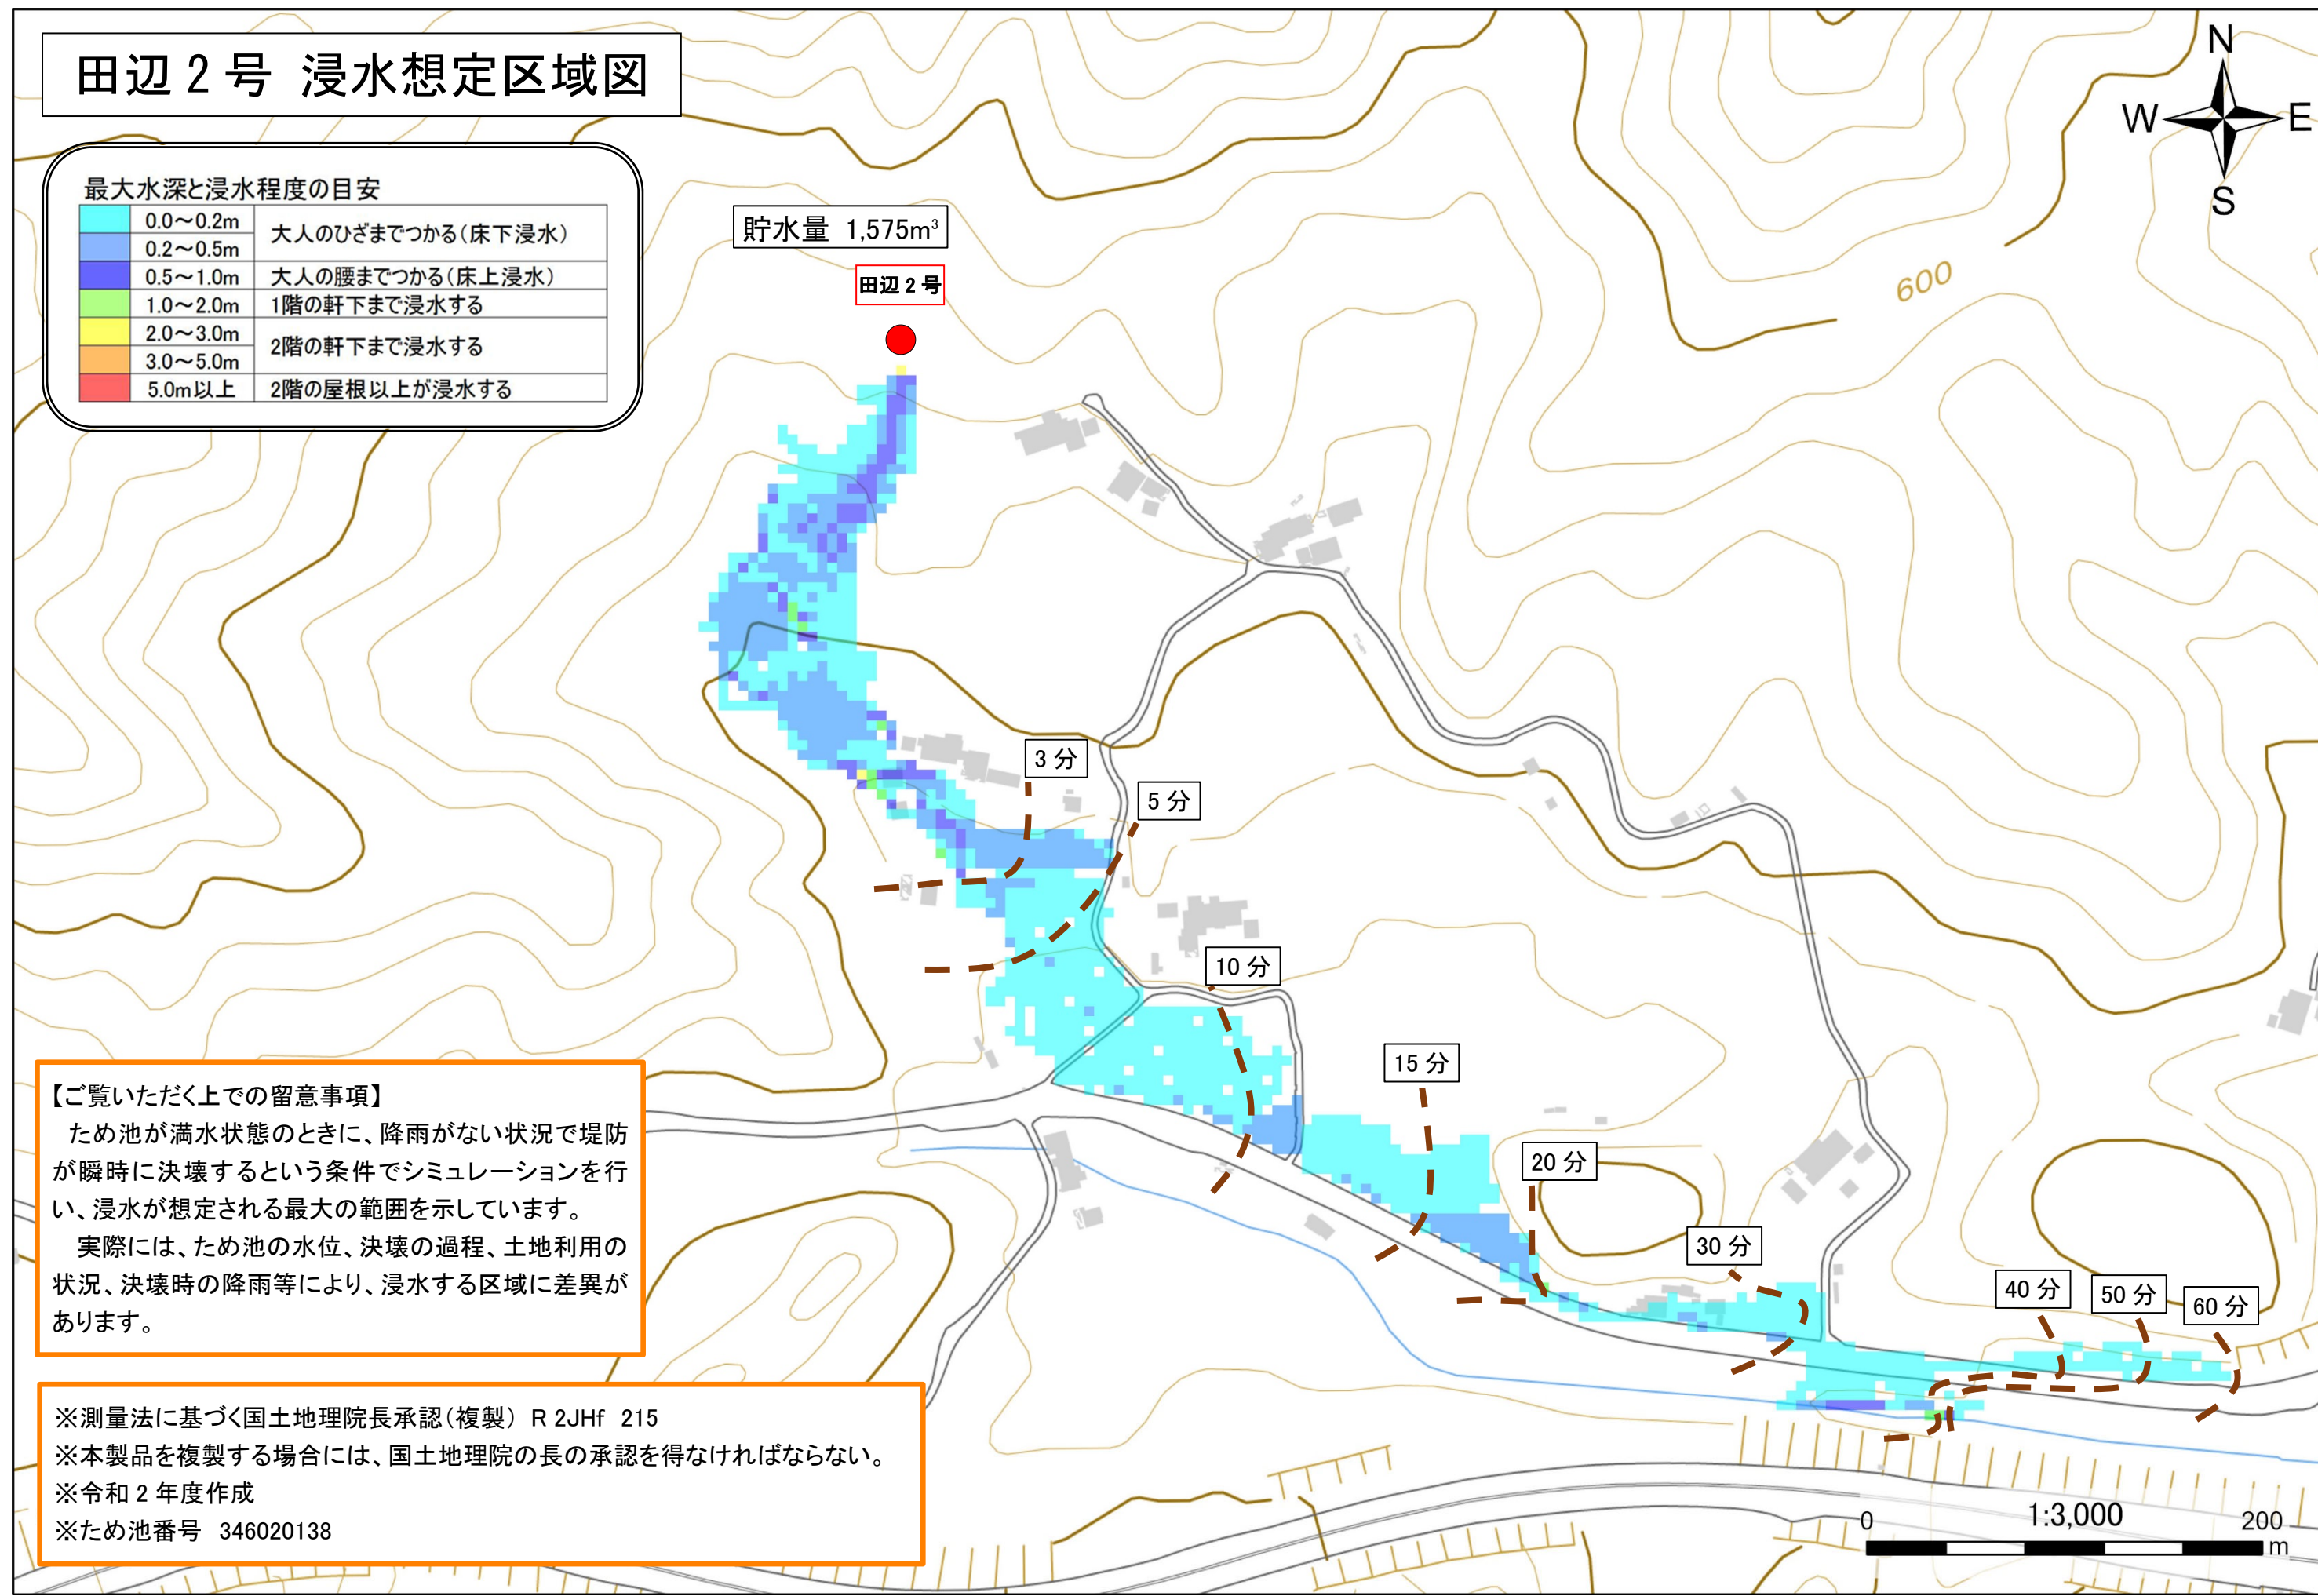 田辺２号 浸水想定区域図
N
W
E
S
最大水深と浸水程度の目安
0.0～0.2m
大人のひざまでつかる（床下浸水）
0.2～0.5m
0.5～1.0m 大人の腰までつかる（床上浸水）
1.0～2.0m 1階の軒下まで浸水する
2.0～3.0m
2階の軒下まで浸水する
3.0～5.0m
5.0m以上 2階の屋根以上が浸水する
貯水量 1,575m³
田辺２号
600
3 分
5 分
10 分
15 分
20 分
30 分
40 分
50 分
60 分
【ご覧いただく上での留意事項】
ため池が満水状態のときに、降雨がない状況で堤防
が瞬時に決壊するという条件でシミュレーションを行
い、浸水が想定される最大の範囲を示しています。
実際には、ため池の水位、決壊の過程、土地利用の
状況、決壊時の降雨等により、浸水する区域に差異が
あります。
※測量法に基づく国土地理院長承認（複製） R 2JHf 215
※本製品を複製する場合には、国土地理院の長の承認を得なければならない。
※令和 2 年度作成
※ため池番号 346020138
1:3,000
0 200
m